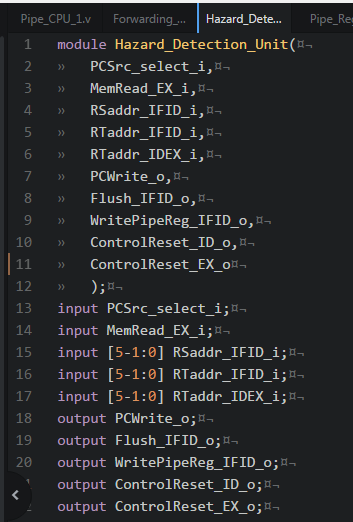 Pipe_CPU_1.v Forwarding_... Hazard_Dete... Pipe_Reg
1 module Hazard_Detection_Unit(¤¬
2 » PCSrc_select_i,¤¬
3 » MemRead_EX_i,¤¬
4 » RSaddr_IFID_i,¤¬
5 » RTaddr_IFID_i,¤¬
6 » RTaddr_IDEX_i,¤¬
7 » PCWrite_o,¤¬
8 » Flush_IFID_o,¤¬
9 » WritePipeReg_IFID_o,¤¬
10 » ControlReset_ID_o,¤¬
11 » ControlReset_EX_o¤¬
12 » );¤¬
13 input PCSrc_select_i;¤¬
14 input MemRead_EX_i;¤¬
15 input [5-1:0] RSaddr_IFID_i;¤¬
16 input [5-1:0] RTaddr_IFID_i;¤¬
17 input [5-1:0] RTaddr_IDEX_i;¤¬
18 output PCWrite_o;¤¬
19 output Flush_IFID_o;¤¬
20 output WritePipeReg_IFID_o;¤¬
output ControlReset_ID_o;¤¬
output ControlReset_EX_o;¤¬